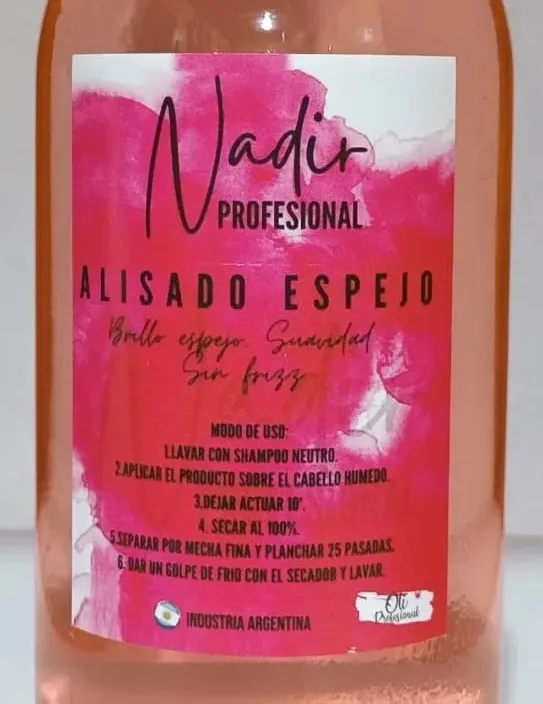 Nadir
PROFESIONAL
ALISADO ESPEJO
Brillo espejo. Suavidad
Sin frizz
MODO DE USO:
1.LAVAR CON SHAMPOO NEUTRO.
2.APLICAR EL PRODUCTO SOBRE EL CABELLO HUMEDO.
3.DEJAR ACTUAR 10'.
4. SECAR AL 100%.
5.SEPARAR POR MECHA FINA Y PLANCHAR 25 PASADAS.
6. DAR UN GOLPE DE FRIO CON EL SECADOR Y LAVAR.
INDUSTRIA ARGENTINA
Oli
Profesional